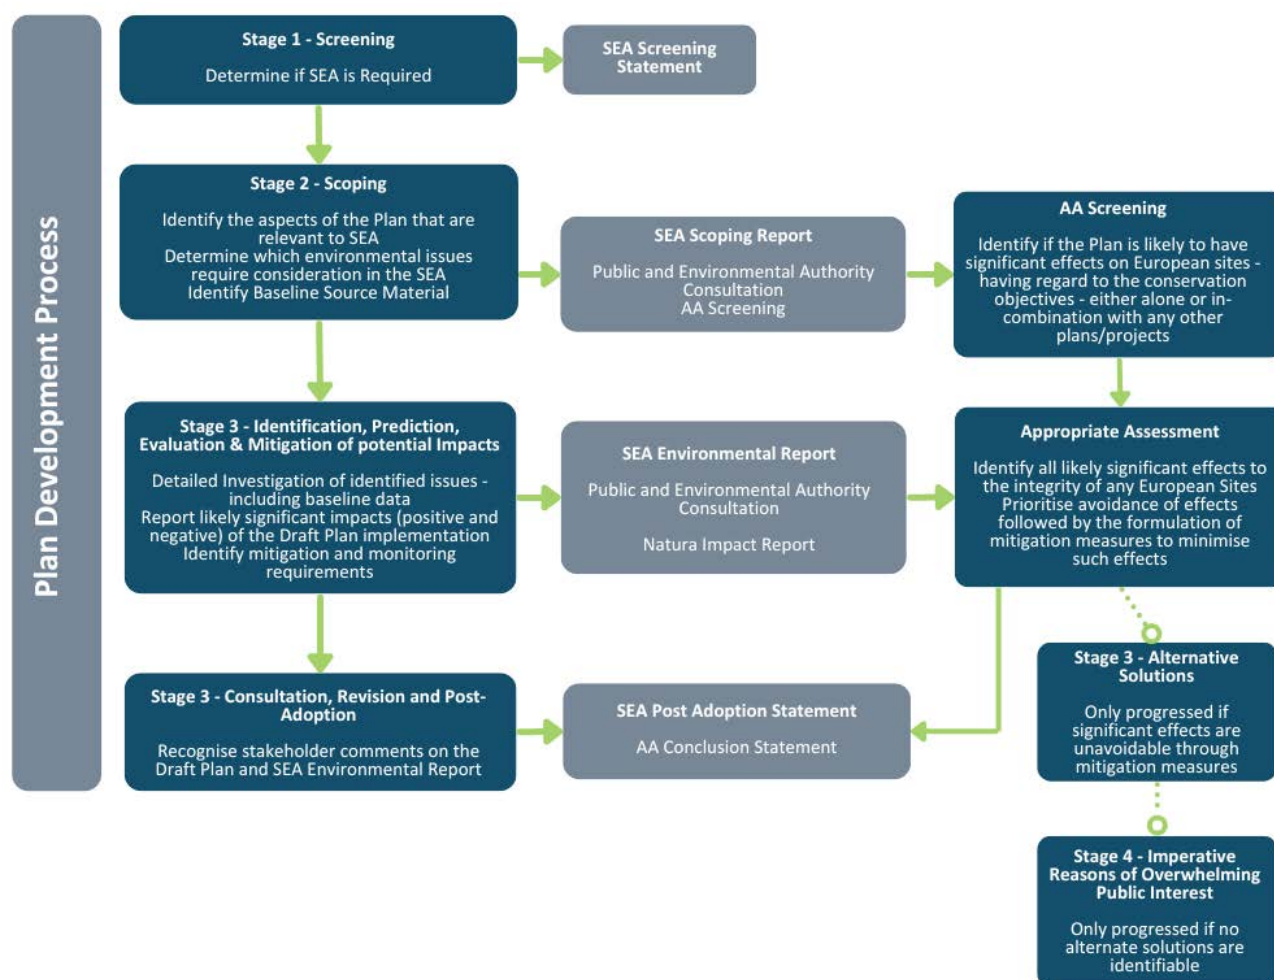 Plan Development Process
Stage 1 - Screening
Determine if SEA is Required
SEA Screening
Statement
Stage 2 - Scoping
Identify the aspects of the Plan that are
relevant to SEA
Determine which environmental issues
require consideration in the SEA
Identify Baseline Source Material
SEA Scoping Report
Public and Environmental Authority
Consultation
AA Screening
AA Screening
Identify if the Plan is likely to have
significant effects on European sites -
having regard to the conservation
objectives - either alone or in-
combination with any other
plans/projects
Stage 3 - Identification, Prediction,
Evaluation & Mitigation of potential Impacts
Detailed Investigation of identified issues -
including baseline data
Report likely significant impacts (positive and
negative) of the Draft Plan implementation
Identify mitigation and monitoring
requirements
SEA Environmental Report
Public and Environmental Authority
Consultation
Natura Impact Report
Appropriate Assessment
Identify all likely significant effects to
the integrity of any European Sites
Prioritise avoidance of effects
followed by the formulation of
mitigation measures to minimise
such effects
Stage 3 - Consultation, Revision and Post-
Adoption
Recognise stakeholder comments on the
Draft Plan and SEA Environmental Report
SEA Post Adoption Statement
AA Conclusion Statement
Stage 3 - Alternative
Solutions
Only progressed if
significant effects are
unavoidable through
mitigation measures
Stage 4 - Imperative
Reasons of Overwhelming
Public Interest
Only progressed if no
alternate solutions are
identifiable